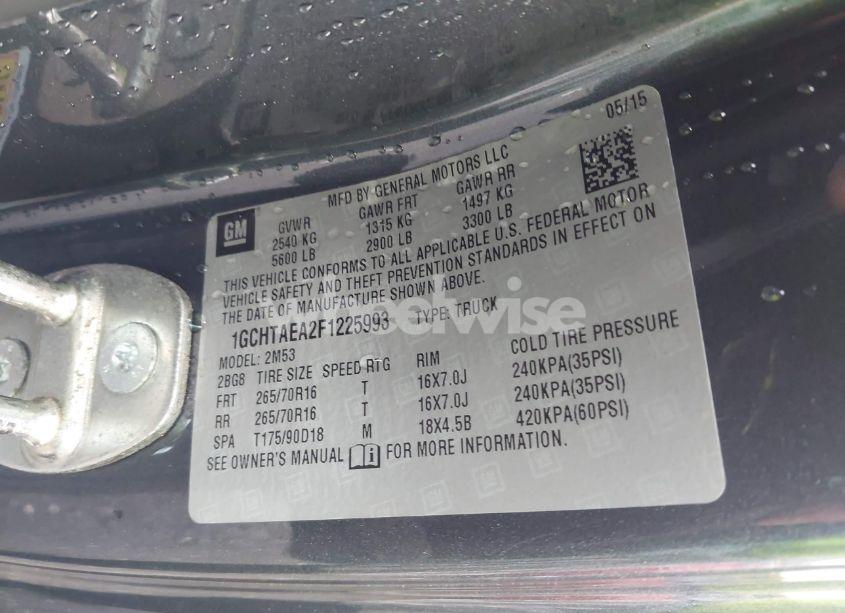 05/15
MFD BY GENERAL MOTORS LLC
GM
GVWR GAWR FRT GAWR RR
2540 KG 1315 KG 1497 KG
5600 LB 2900 LB 3300 LB
THIS VEHICLE CONFORMS TO ALL APPLICABLE U.S. FEDERAL MOTOR
VEHICLE SAFETY AND THEFT PREVENTION STANDARDS IN EFFECT ON
THE DATE OF MANUFACTURE SHOWN ABOVE.
1GCHTAEA2F1225993 TYPE: TRUCK
MODEL: 2M53
2BG8 TIRE SIZE SPEED RTG RIM COLD TIRE PRESSURE
FRT 265/70R16 T 16X7.0J 240KPA(35PSI)
RR 265/70R16 T 16X7.0J 240KPA(35PSI)
SPA T175/90D18 M 18X4.5B 420KPA(60PSI)
SEE OWNER'S MANUAL FOR MORE INFORMATION.